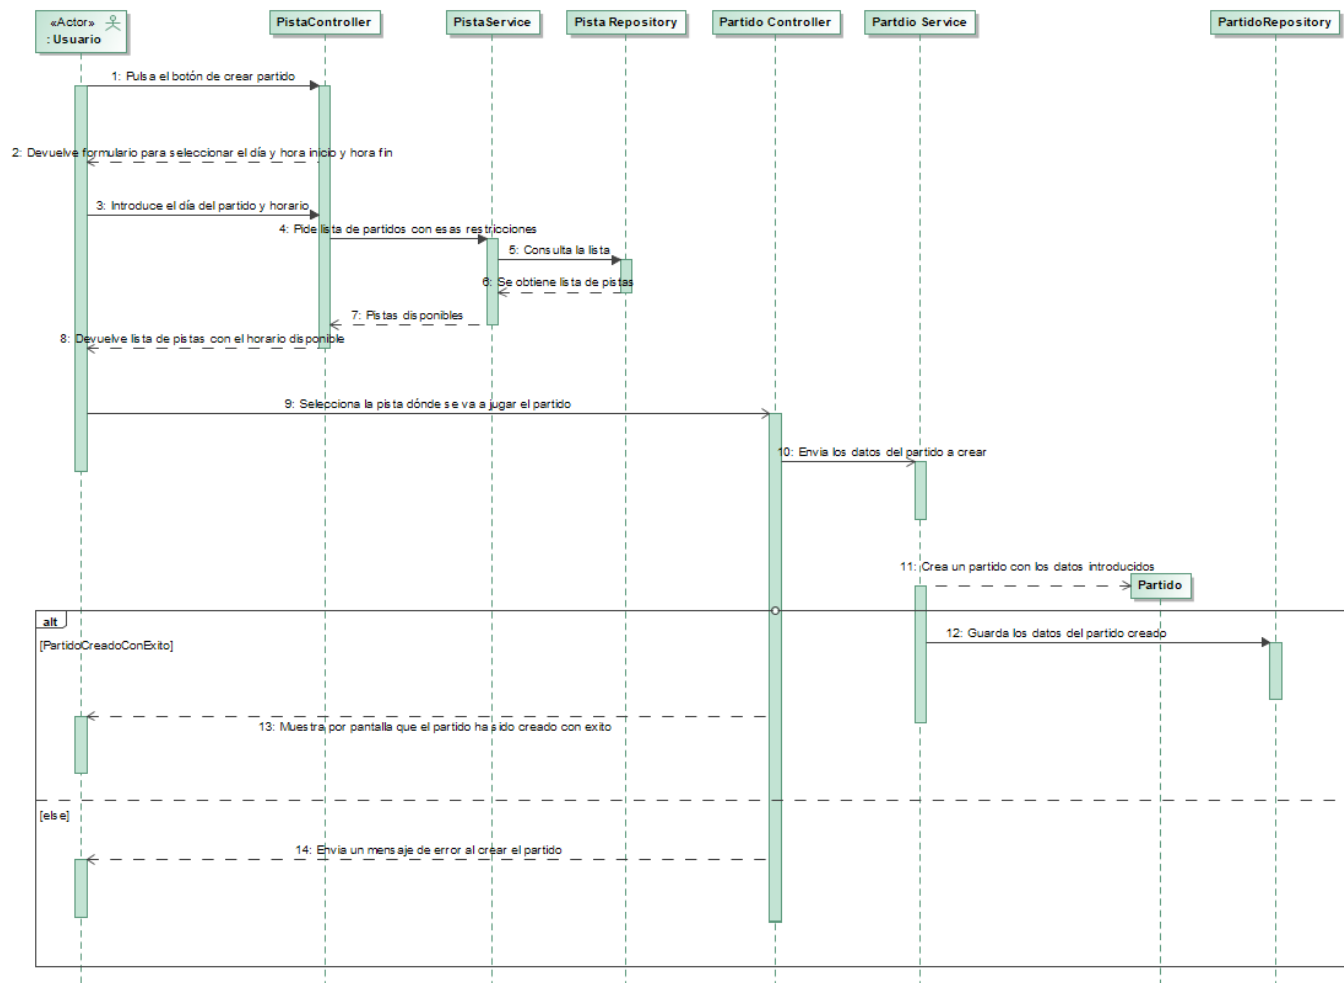 «Actor»
: Usuario
PistaController
PistaService
Pista Repository
Partido Controller
Partdio Service
PartidoRepository
1: Pulsa el botón de crear partido
2: Devuelve formulario para seleccionar el día y hora inicio y hora fin
3: Introduce el día del partido y horario
4: Pide lista de partidos con esas restricciones
5: Consulta la lista
6: Se obtiene lista de pistas
7: Pistas disponibles
8: Devuelve lista de pistas con el horario disponible
9: Selecciona la pista dónde se va a jugar el partido
10: Envia los datos del partido a crear
11: Crea un partido con los datos introducidos
Partido
alt
[PartidoCreadoConExito]
12: Guarda los datos del partido creado
13: Muestra por pantalla que el partido ha sido creado con exito
[else]
14: Envia un mensaje de error al crear el partido